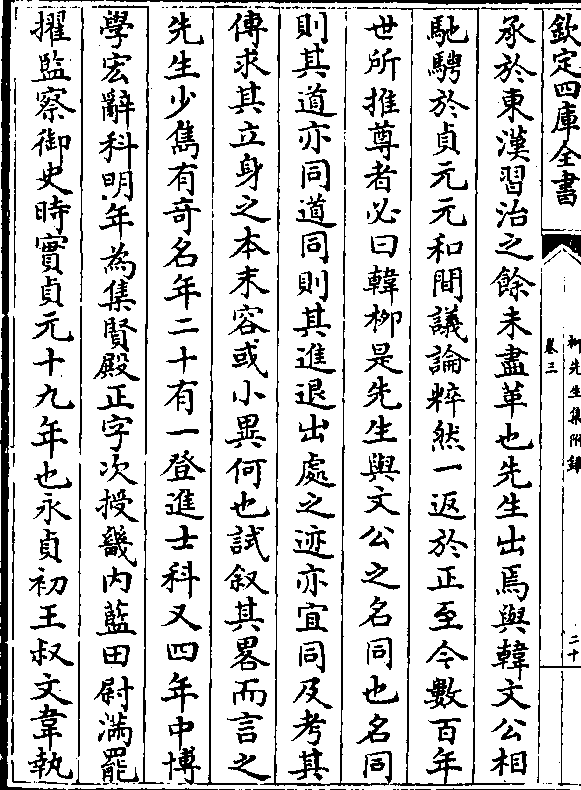 欽定四庫全書
柳先生集附錄
卷三
二十
承於東漢習治之餘未盡革也先生出焉與韓文公相
馳騁於貞元元和間議論粹然一返於正至今數百年
世所推尊者必曰韓柳是先生與文公之名同也名同
則其道亦同道同則其進退出處之迹亦宜同及考其
傳求其立身之本末容或小異何也試叙其畧而言之
先生少雋有奇名年二十有一登進士科又四年中博
學宏辭科明年為集賢殿正字次授畿内藍田尉滿罷
擢監察御史時實貞元十九年也永貞初王叔文韋執